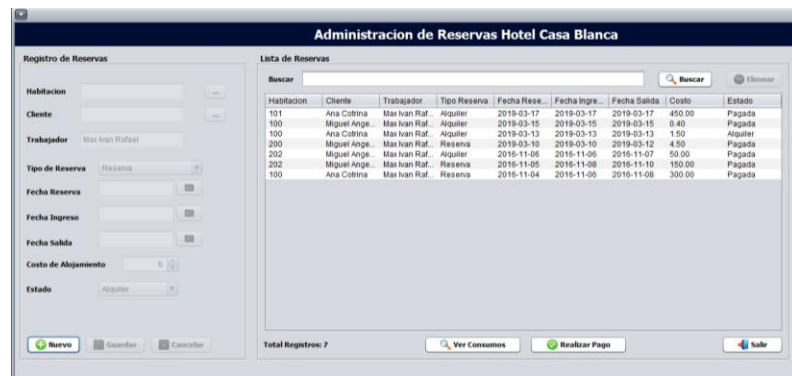 Administracion de Reservas Hotel Casa Blanca
Registro de Reservas
Habitacion ...
Cliente ...
Trabajador Max Ivan Rafael
Tipo de Reserva Reserva
Fecha Reserva
Fecha Ingreso
Fecha Salida
Costo de Alojamiento 0
Estado Alquiler
Nuevo Guardar Cancelar
Lista de Reservas
Buscar Buscar Eliminar
Habitacion Cliente Trabajador Tipo Reserva Fecha Rese... Fecha Ingre... Fecha Salida Costo Estado
101 Ana Cotrina Max Ivan Raf... Alquiler 2019-03-17 2019-03-17 2019-03-17 450.00 Pagada
100 Miguel Ange... Max Ivan Raf... Alquiler 2019-03-15 2019-03-15 2019-03-15 0.40 Pagada
100 Ana Cotrina Max Ivan Raf... Alquiler 2019-03-13 2019-03-13 2019-03-13 1.50 Alquiler
200 Miguel Ange... Max Ivan Raf... Reserva 2019-03-10 2019-03-10 2019-03-12 4.50 Pagada
202 Miguel Ange... Max Ivan Raf... Alquiler 2016-11-06 2016-11-06 2016-11-07 50.00 Pagada
202 Miguel Ange... Max Ivan Raf... Reserva 2016-11-05 2016-11-08 2016-11-10 150.00 Pagada
100 Ana Cotrina Max Ivan Raf... Reserva 2016-11-04 2016-11-06 2016-11-08 300.00 Pagada
Total Registros: 7 Ver Consumos Realizar Pago Salir